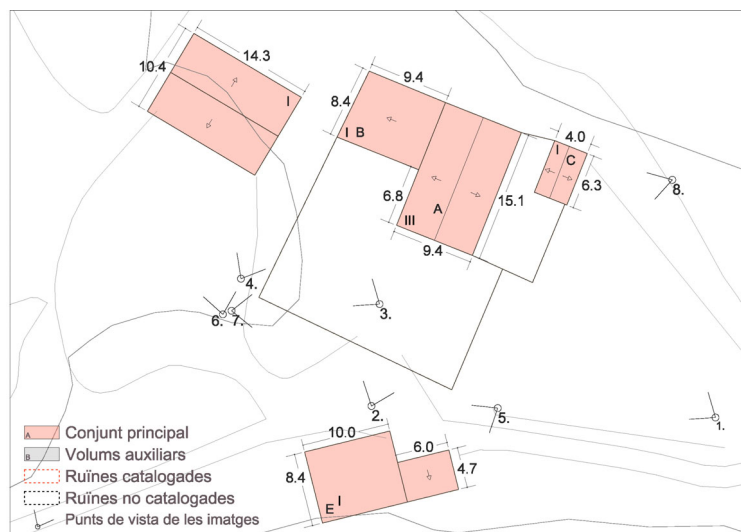 14.3
10.4
I
9.4
8.4
I B
4.0
I
C
6.3
8.
6.8
A
15.1
III
9.4
4.
6.
7.
3.
2.
5.
1.
10.0
6.0
8.4
4.7
I
E
A Conjunt principal
B Volums auxiliars
Ruïnes catalogades
Ruïnes no catalogades
Punts de vista de les imatges